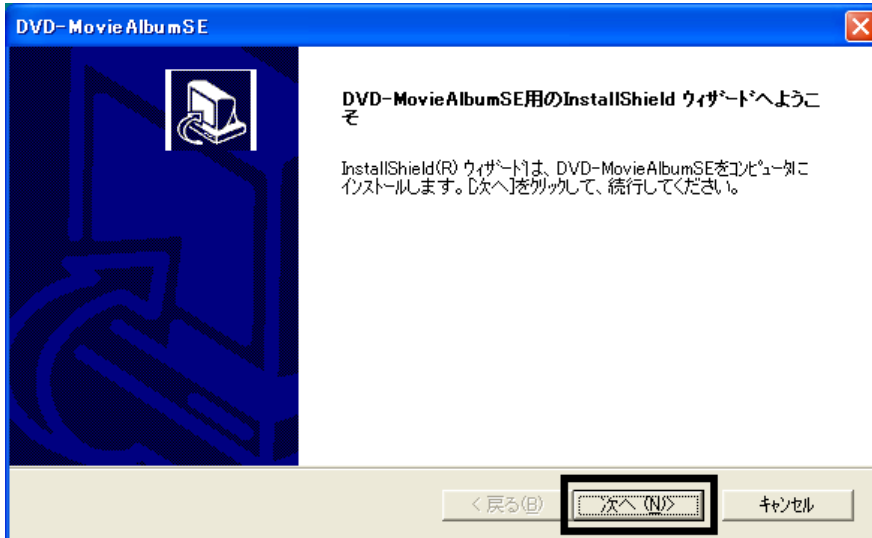 DVD-MovieAlbumSE
DVD-MovieAlbumSE用のInstallShield ウィザードへようこ
そ
InstallShield(R) ウィザードは、DVD-MovieAlbumSEをコンピュータに
インストールします。[次へ]をクリックして、続行してください。
< 戻る(B)
次へ(N)>
キャンセル